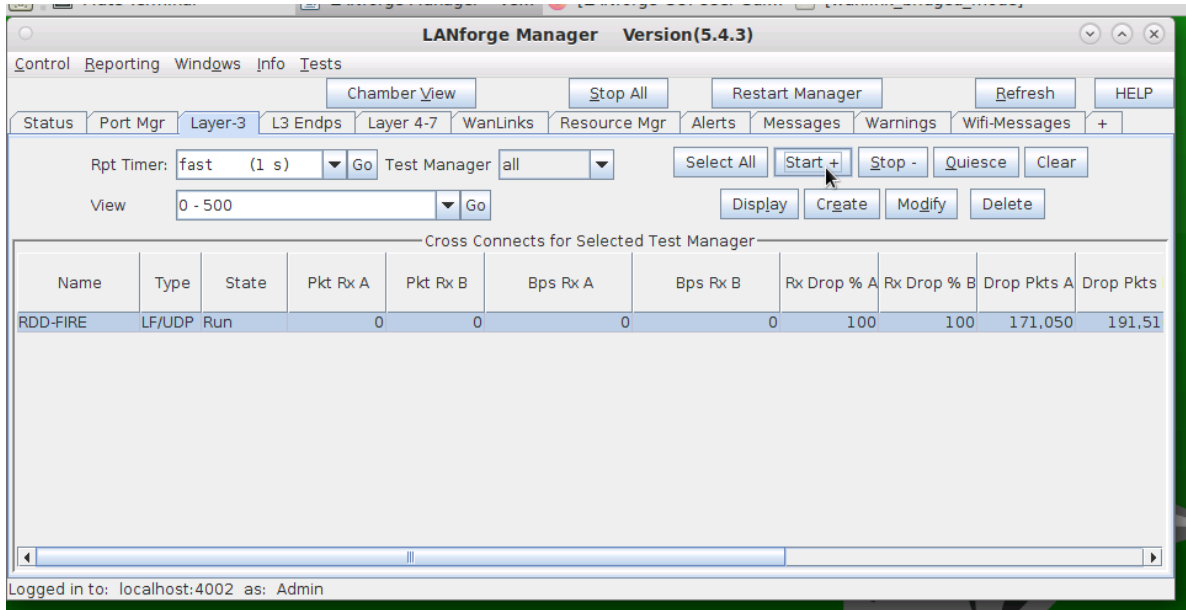 LANforge Manager Version(5.4.3)
Control Reporting Windows Info Tests
Chamber View Stop All Restart Manager Refresh HELP
Status Port Mgr Layer-3 L3 Endps Layer 4-7 WanLinks Resource Mgr Alerts Messages Warnings Wifi-Messages +
Rpt Timer: fast (1 s) Go Test Manager all Select All Start + Stop - Quiesce Clear
View 0 - 500 Go Display Create Modify Delete
Cross Connects for Selected Test Manager
Name Type State Pkt Rx A Pkt Rx B Bps Rx A Bps Rx B Rx Drop % A Rx Drop % B Drop Pkts A Drop Pkts
RDD-FIRE LF/UDP Run 0 0 0 0 100 100 171,050 191,51
Logged in to: localhost:4002 as: Admin